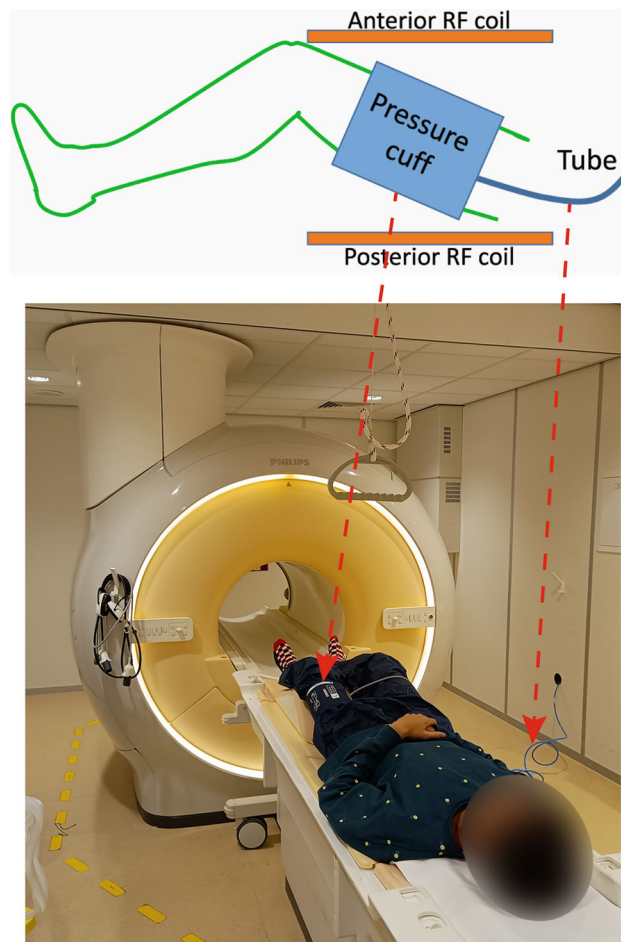 Anterior RF coil
Pressure
cuff
Tube
Posterior RF coil
PHILIPS